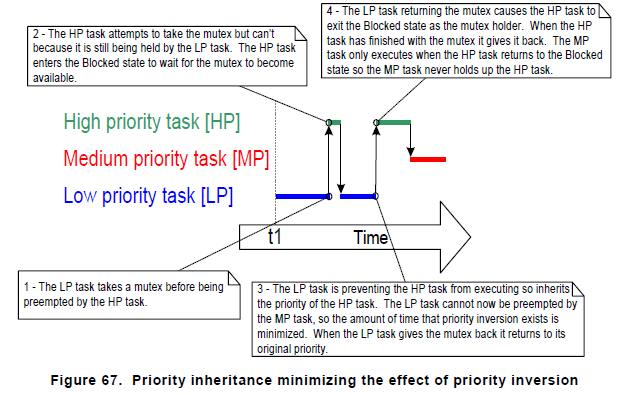 2 - The HP task attempts to take the mutex but can't
because it is still being held by the LP task.  The HP task
enters the Blocked state to wait for the mutex to become
available.
4 - The LP task returning the mutex causes the HP task to
exit the Blocked state as the mutex holder.  When the HP
task has finished with the mutex it gives it back.  The MP
task only executes when the HP task returns to the Blocked
state so the MP task never holds up the HP task.
High priority task [HP]
Medium priority task [MP]
Low priority task [LP]
t1
Time
1 - The LP task takes a mutex before being
preempted by the HP task.
3 - The LP task is preventing the HP task from executing so inherits
the priority of the HP task.  The LP task cannot now be preempted by
the MP task, so the amount of time that priority inversion exists is
minimized.  When the LP task gives the mutex back it returns to its
original priority.
Figure 67.  Priority inheritance minimizing the effect of priority inversion